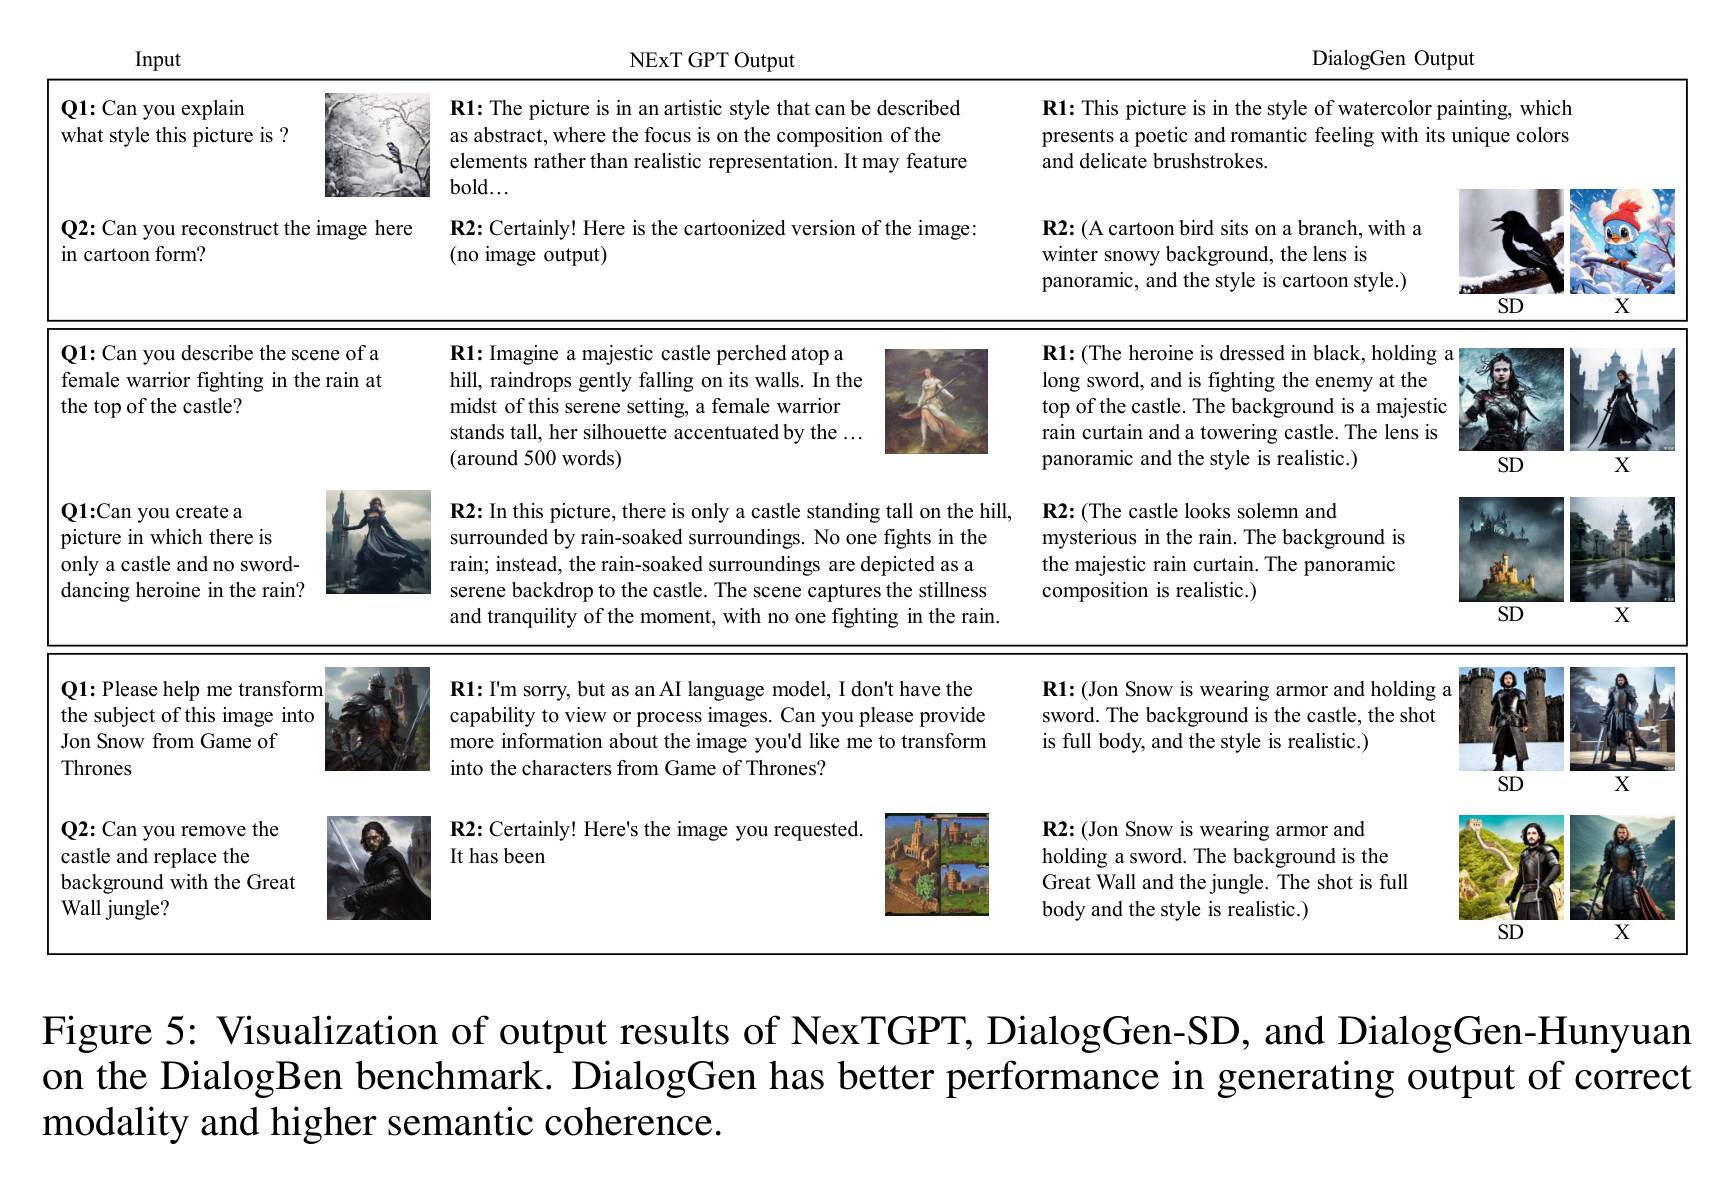 Input
NExT GPT Output
DialogGen Output
Q1: Can you explain
what style this picture is ?
R1: The picture is in an artistic style that can be described
as abstract, where the focus is on the composition of the
elements rather than realistic representation. It may feature
bold…
R1: This picture is in the style of watercolor painting, which
presents a poetic and romantic feeling with its unique colors
and delicate brushstrokes.
Q2: Can you reconstruct the image here
in cartoon form?
R2: Certainly! Here is the cartoonized version of the image:
(no image output)
R2: (A cartoon bird sits on a branch, with a
winter snowy background, the lens is
panoramic, and the style is cartoon style.)
SD
X
Q1: Can you describe the scene of a
female warrior fighting in the rain at
the top of the castle?
R1: Imagine a majestic castle perched atop a
hill, raindrops gently falling on its walls. In the
midst of this serene setting, a female warrior
stands tall, her silhouette accentuated by the …
(around 500 words)
R1: (The heroine is dressed in black, holding a
long sword, and is fighting the enemy at the
top of the castle. The background is a majestic
rain curtain and a towering castle. The lens is
panoramic and the style is realistic.)
SD
X
Q1:Can you create a
picture in which there is
only a castle and no sword-
dancing heroine in the rain?
R2: In this picture, there is only a castle standing tall on the hill,
surrounded by rain-soaked surroundings. No one fights in the
rain; instead, the rain-soaked surroundings are depicted as a
serene backdrop to the castle. The scene captures the stillness
and tranquility of the moment, with no one fighting in the rain.
R2: (The castle looks solemn and
mysterious in the rain. The background is
the majestic rain curtain. The panoramic
composition is realistic.)
SD
X
Q1: Please help me transform
the subject of this image into
Jon Snow from Game of
Thrones
R1: I'm sorry, but as an AI language model, I don't have the
capability to view or process images. Can you please provide
more information about the image you'd like me to transform
into the characters from Game of Thrones?
R1: (Jon Snow is wearing armor and holding a
sword. The background is the castle, the shot
is full body, and the style is realistic.)
SD
X
Q2: Can you remove the
castle and replace the
background with the Great
Wall jungle?
R2: Certainly! Here's the image you requested.
It has been
R2: (Jon Snow is wearing armor and
holding a sword. The background is the
Great Wall and the jungle. The shot is full
body and the style is realistic.)
SD
X
Figure 5: Visualization of output results of NexTGPT, DialogGen-SD, and DialogGen-Hunyuan
on the DialogBen benchmark. DialogGen has better performance in generating output of correct
modality and higher semantic coherence.